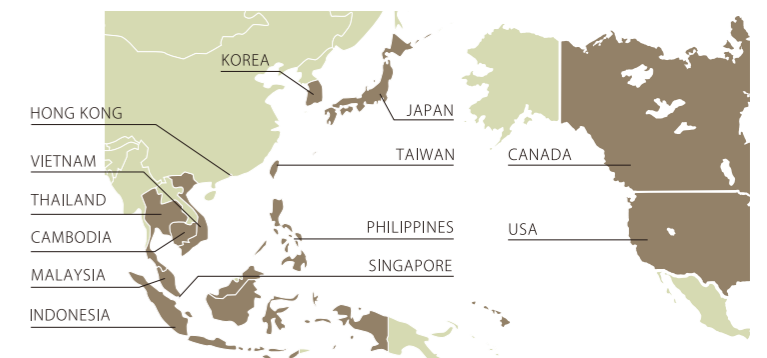 KOREA
HONG KONG
JAPAN
VIETNAM
TAIWAN
CANADA
THAILAND
CAMBODIA
PHILIPPINES
USA
MALAYSIA
SINGAPORE
INDONESIA